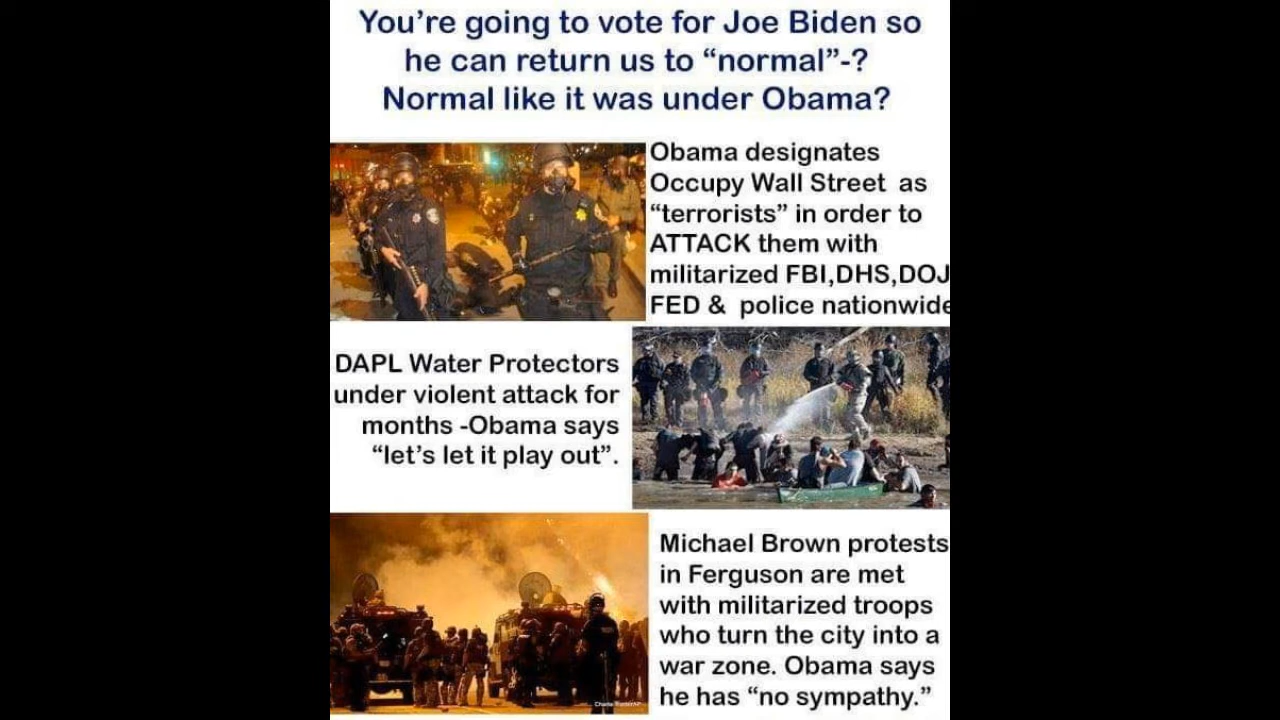 You're going to vote for Joe Biden so
he can return us to “normal”-?
Normal like it was under Obama?
Obama designates
Occupy Wall Street as
“terrorists” in order to
ATTACK them with
militarized FBI,DHS,DOJ
FED & police nationwide
DAPL Water Protectors
under violent attack for
months -Obama says
“let's let it play out”.
Michael Brown protests
in Ferguson are met
with militarized troops
who turn the city into a
war zone. Obama says
he has “no sympathy.”